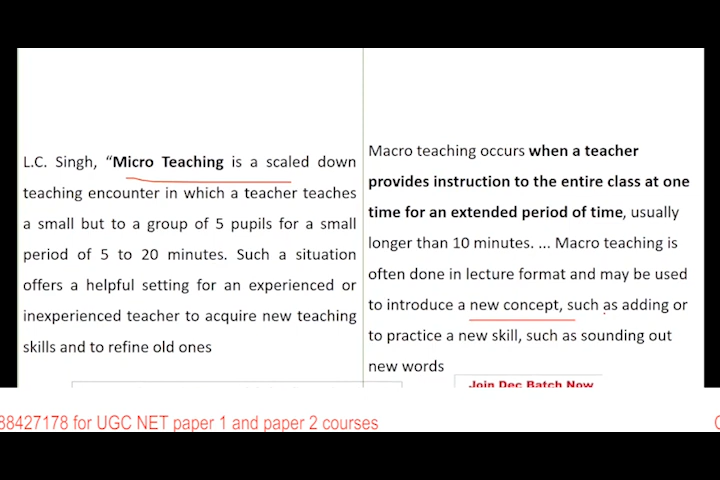 L.C. Singh, “Micro Teaching is a scaled down
teaching encounter in which a teacher teaches
a small but to a group of 5 pupils for a small
period of 5 to 20 minutes. Such a situation
offers a helpful setting for an experienced or
inexperienced teacher to acquire new teaching
skills and to refine old ones
Macro teaching occurs when a teacher
provides instruction to the entire class at one
time for an extended period of time, usually
longer than 10 minutes. ... Macro teaching is
often done in lecture format and may be used
to introduce a new concept, such as adding or
to practice a new skill, such as sounding out
new words
Join Dec Batch Now
88427178 for UGC NET paper 1 and paper 2 courses